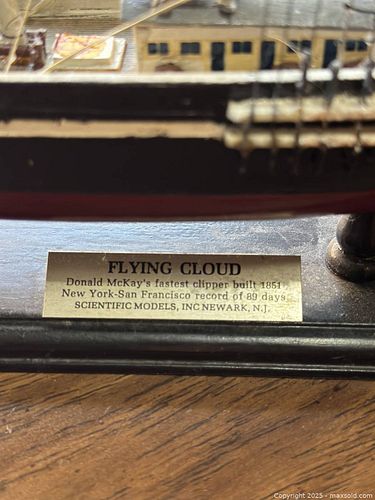 FLYING CLOUD
Donald McKay's fastest clipper built 1851
New York-San Francisco record of 89 days
SCIENTIFIC MODELS, INC NEWARK, N.J.
Copyright © 2025 - maxsold.com